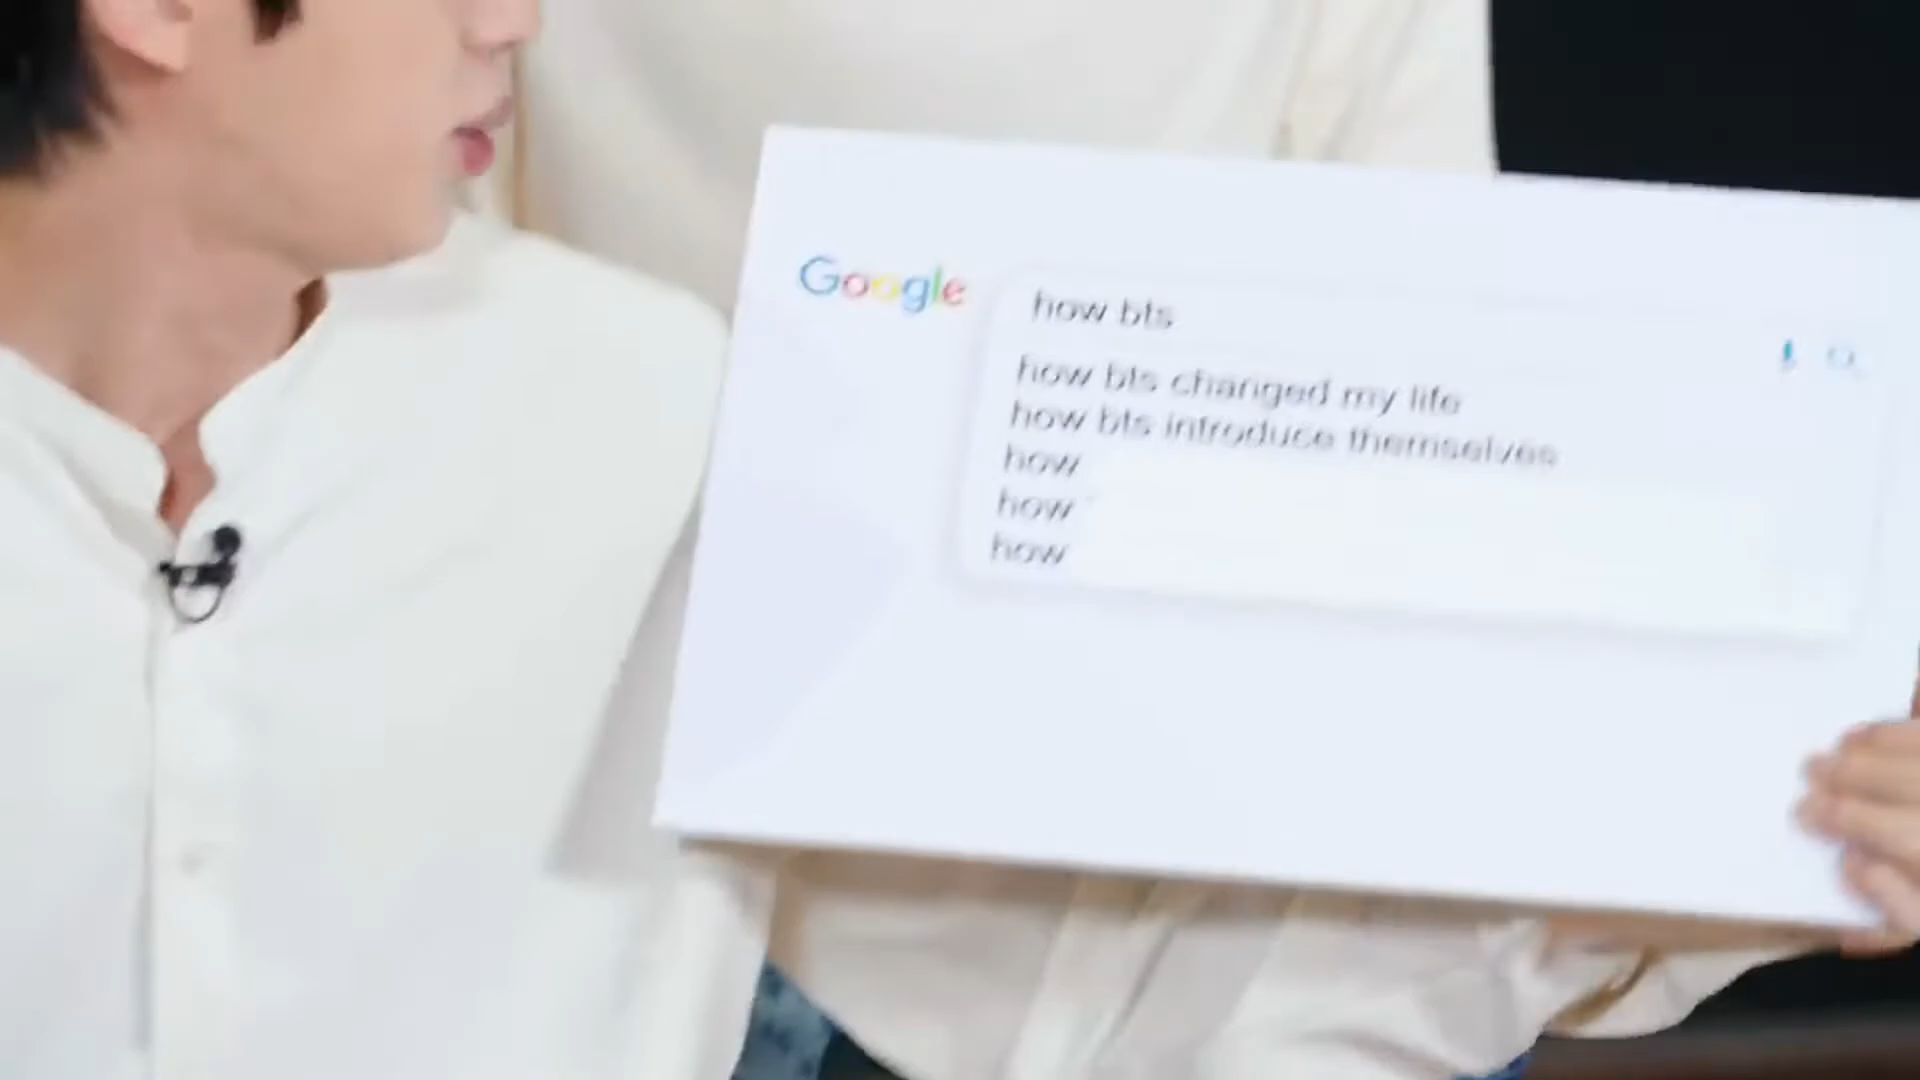 Google
how bts
how bts changed my life
how bts introduce themselves
how
how
how